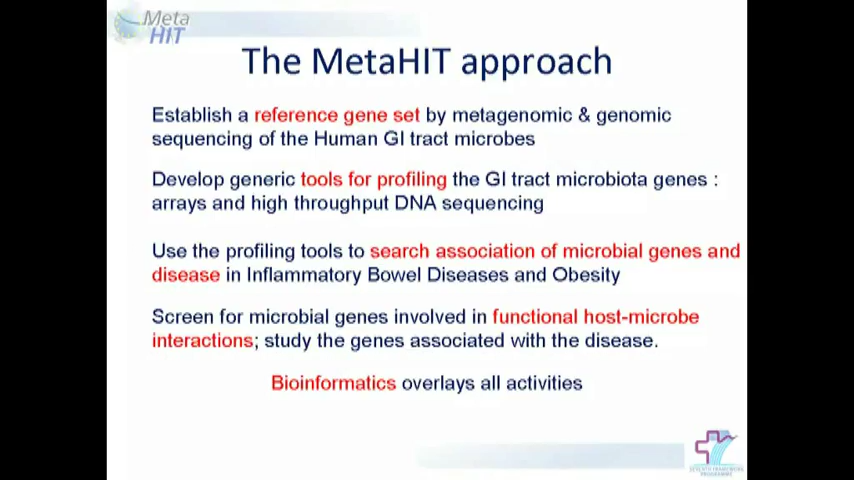 Meta
HIT
The MetaHIT approach
Establish a reference gene set by metagenomic & genomic
sequencing of the Human GI tract microbes
Develop generic tools for profiling the GI tract microbiota genes :
arrays and high throughput DNA sequencing
Use the profiling tools to search association of microbial genes and
disease in Inflammatory Bowel Diseases and Obesity
Screen for microbial genes involved in functional host-microbe
interactions; study the genes associated with the disease.
Bioinformatics overlays all activities
SEVENTH FRAMEWORK
PROGRAMME